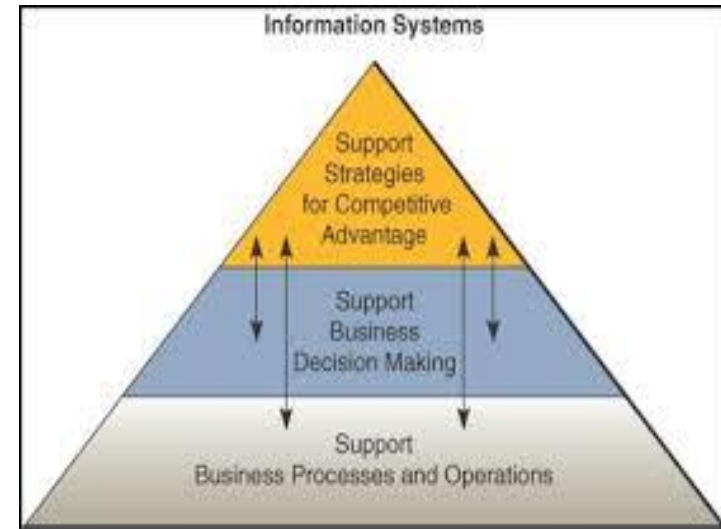 Information Systems
Support
Strategies
for Competitive
Advantage
Support
Business
Decision Making
Support
Business Processes and Operations